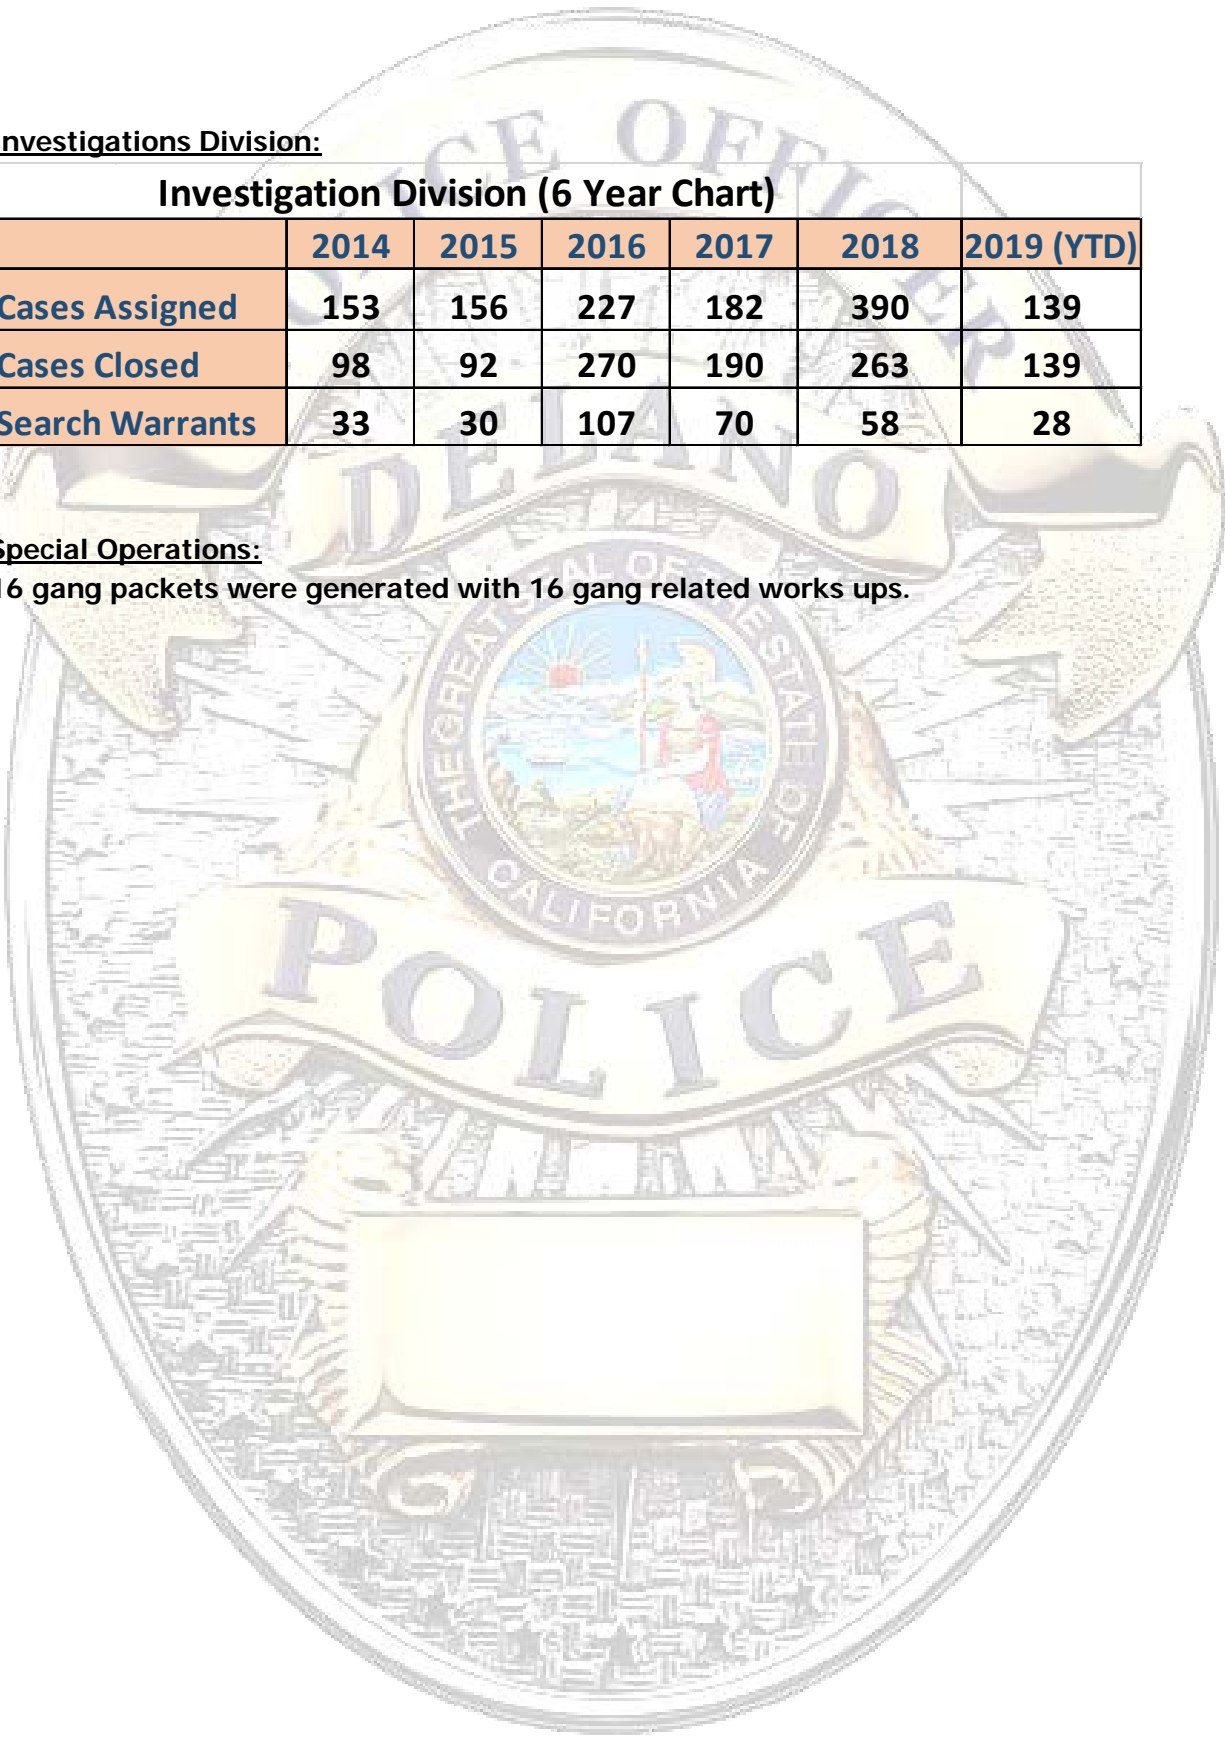 nvestigations Division:
Investigation Division (6 Year Chart)
2014 2015 2016 2017 2018 2019 (YTD)
Cases Assigned 153 156 227 182 390 139
Cases Closed 98 92 270 190 263 139
Search Warrants 33 30 107 70 58 28
Special Operations:
16 gang packets were generated with 16 gang related works ups.
POLICE OFFICER
DELANO
THE GREAT SEAL OF THE STATE OF CALIFORNIA
POLICE